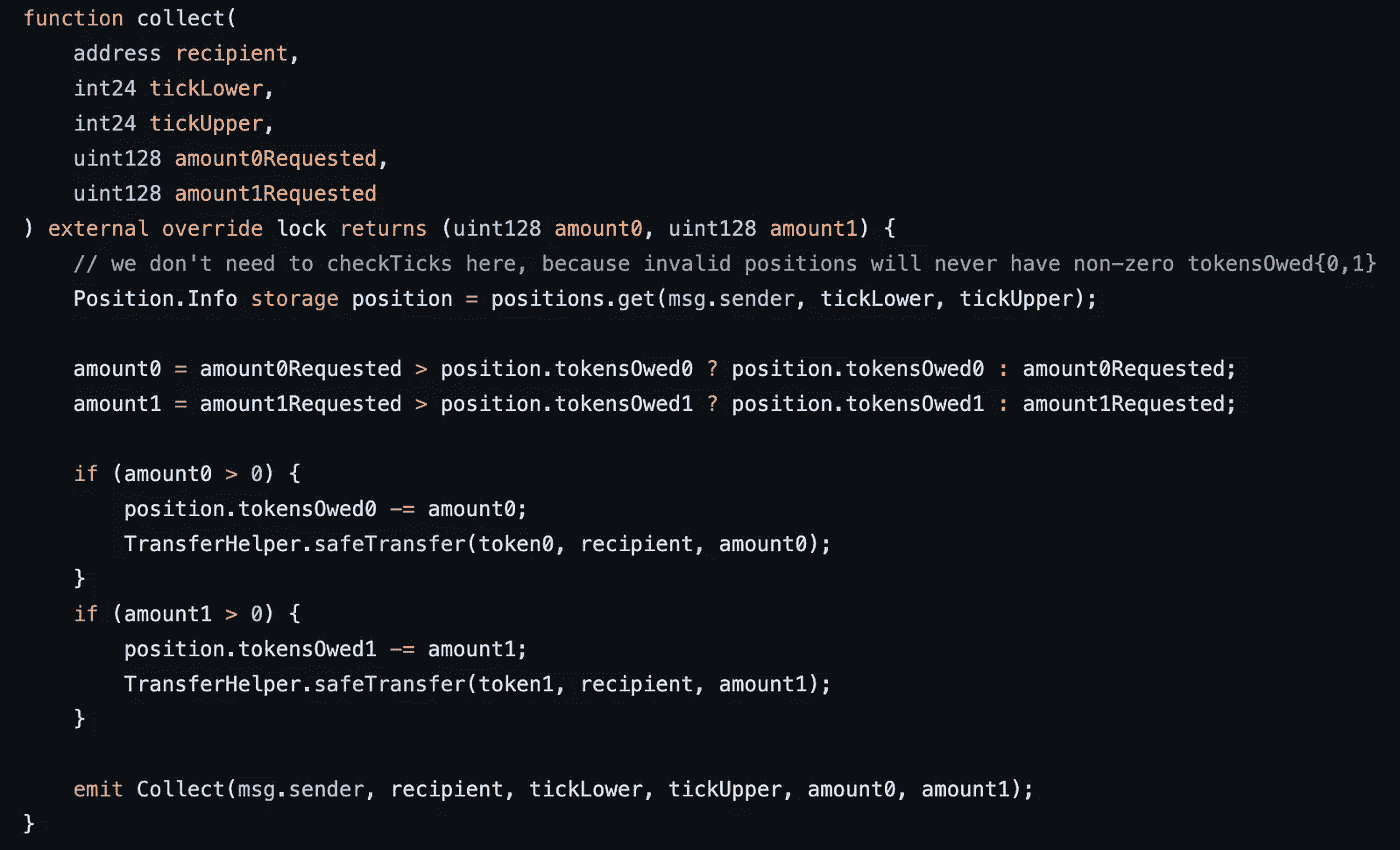 function collect(
    address recipient,
    int24 tickLower,
    int24 tickUpper,
    uint128 amount0Requested,
    uint128 amount1Requested
) external override lock returns (uint128 amount0, uint128 amount1) {
    // we don't need to checkTicks here, because invalid positions will never have non-zero tokensOwed{0,1}
    Position.Info storage position = positions.get(msg.sender, tickLower, tickUpper);

    amount0 = amount0Requested > position.tokensOwed0 ? position.tokensOwed0 : amount0Requested;
    amount1 = amount1Requested > position.tokensOwed1 ? position.tokensOwed1 : amount1Requested;

    if (amount0 > 0) {
        position.tokensOwed0 -= amount0;
        TransferHelper.safeTransfer(token0, recipient, amount0);
    }
    if (amount1 > 0) {
        position.tokensOwed1 -= amount1;
        TransferHelper.safeTransfer(token1, recipient, amount1);
    }

    emit Collect(msg.sender, recipient, tickLower, tickUpper, amount0, amount1);
}